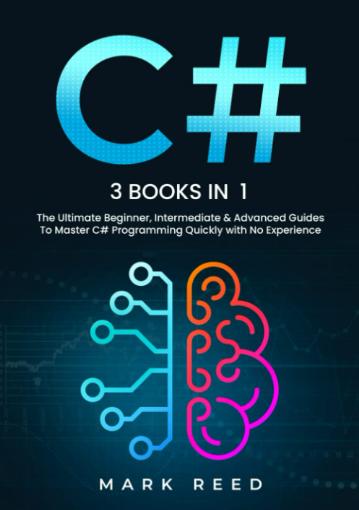 C#
3 BOOKS IN 1
The Ultimate Beginner, Intermediate & Advanced Guides
To Master C# Programming Quickly with No Experience
MARK REED